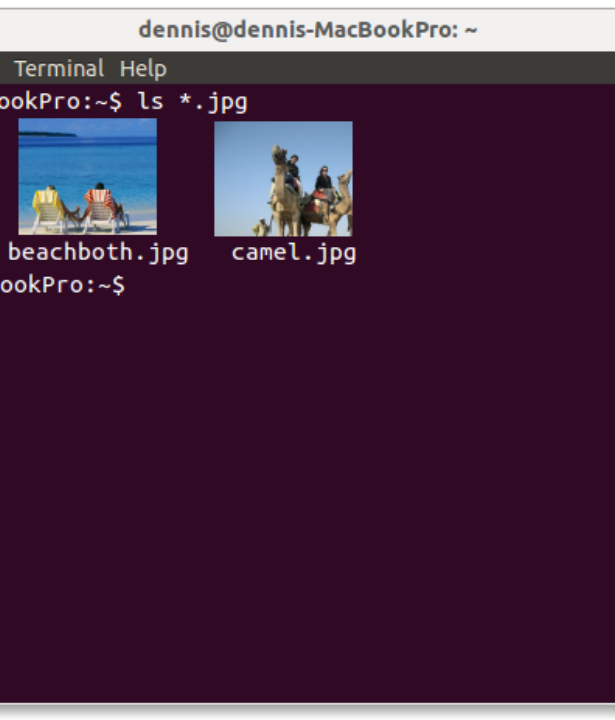 dennis@dennis-MacBookPro: ~
Terminal Help
ookPro:~$ ls *.jpg
beachboth.jpg camel.jpg
ookPro:~$